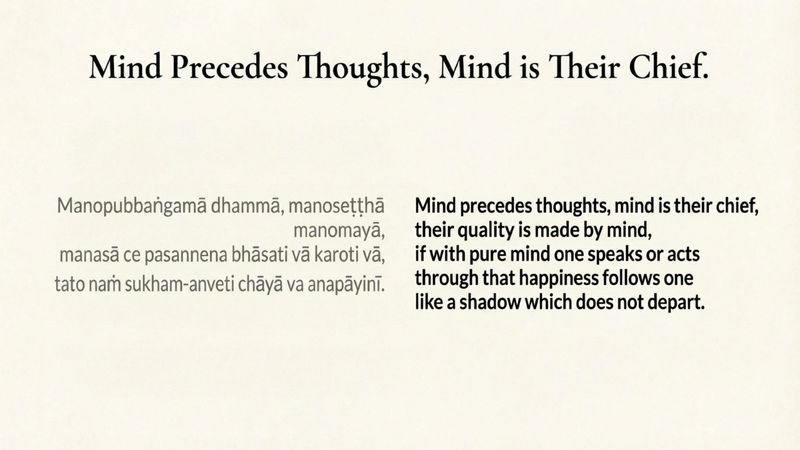 Mind Precedes Thoughts, Mind is Their Chief.
Manopubbaṅgamā dhammā, manoseṭṭhā
manomayā,
manasā ce pasannena bhāsati vā karoti vā,
tato naṁ sukham-anveti chāyā va anapāyinī.
Mind precedes thoughts, mind is their chief,
their quality is made by mind,
if with pure mind one speaks or acts
through that happiness follows one
like a shadow which does not depart.